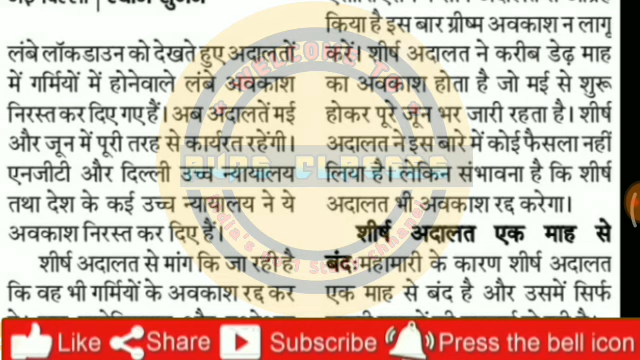 लंबे लॉकडाउन को देखते हुए अदालतों
में गर्मियों में होनेवाले लंबे अवकाश
निरस्त कर दिए गए हैं। अब अदालतें मई
और जून में पूरी तरह से कार्यरत रहेंगी।
एनजीटी और दिल्ली उच्च न्यायालय
तथा देश के कई उच्च न्यायालय ने ये
अवकाश निरस्त कर दिए हैं।
शीर्ष अदालत से मांग कि जा रही है
कि वह भी गर्मियों के अवकाश रद्द कर
किया है इस बार ग्रीष्म अवकाश न लागू
करें। शीर्ष अदालत ने करीब डेढ़ माह
का अवकाश होता है जो मई से शुरू
होकर पूरे जून भर जारी रहता है। शीर्ष
अदालत ने इस बारे में कोई फैसला नहीं
लिया है। लेकिन संभावना है कि शीर्ष
अदालत भी अवकाश रद्द करेगा।
शीर्ष अदालत एक माह से
बंद:महामारी के कारण शीर्ष अदालत
एक माह से बंद है और उसमें सिर्फ
WELCOME TO
Like Share Subscribe Press the bell icon